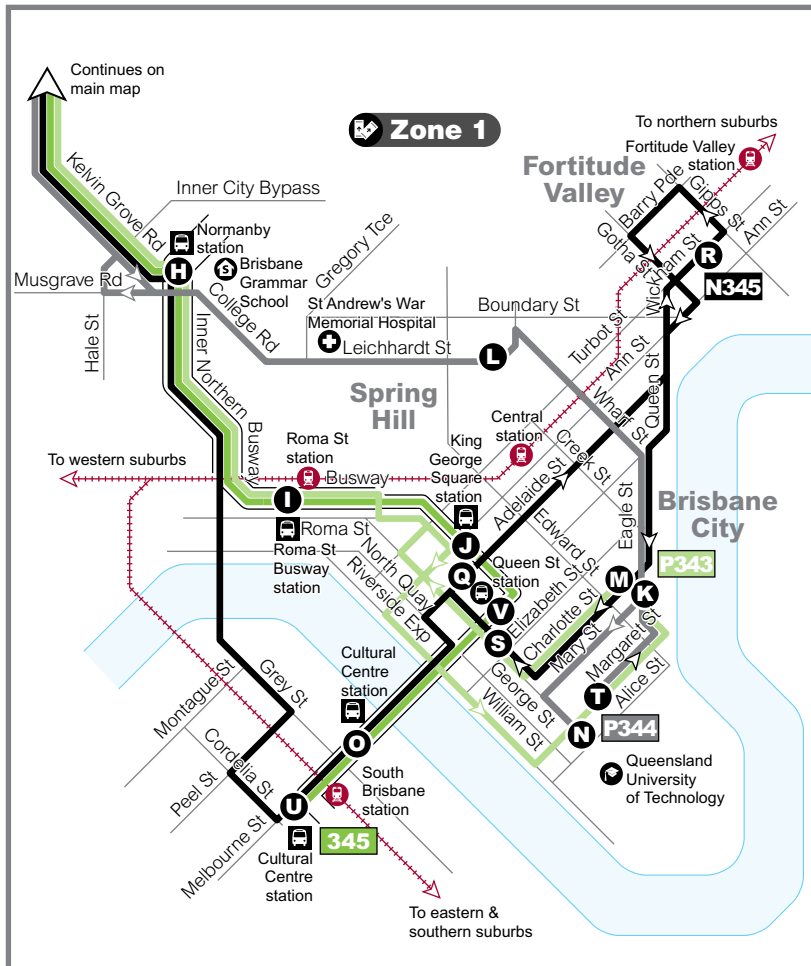 Continues on
main map
Zone 1
To northern suburbs
Fortitude Valley
station
Fortitude
Valley
Barry Pde
Gipps St
Ann St
Gotha St
Wickham St
R
N345
Kelvin Grove Rd
Inner City Bypass
Normanby
station
H
S
Brisbane
Grammar
School
Musgrave Rd
Hale St
College Rd
Gregory Tce
St Andrew's War
Memorial Hospital
Leichhardt St
L
Boundary St
Turbot St
Ann St
Queen St
Wharf St
Inner Northern
Busway
Spring
Hill
Central
station
Creek St
Adelaide St
King
George
Square
station
Roma St
station
Busway
To western suburbs
I
Roma St
Roma St
Busway
station
J
Q
Queen St
station
V
S
Edward St
Elizabeth St
Charlotte St
Mary St
Margaret St
Alice St
Eagle St
Brisbane
City
P343
M
K
North Quay
Riverside Exp
George St
William St
T
N
P344
Queensland
University
of Technology
Cultural
Centre
station
O
South
Brisbane
station
Montague St
Grey St
Cordelia St
Peel St
Melbourne St
U
345
Cultural
Centre
station
To eastern &
southern suburbs